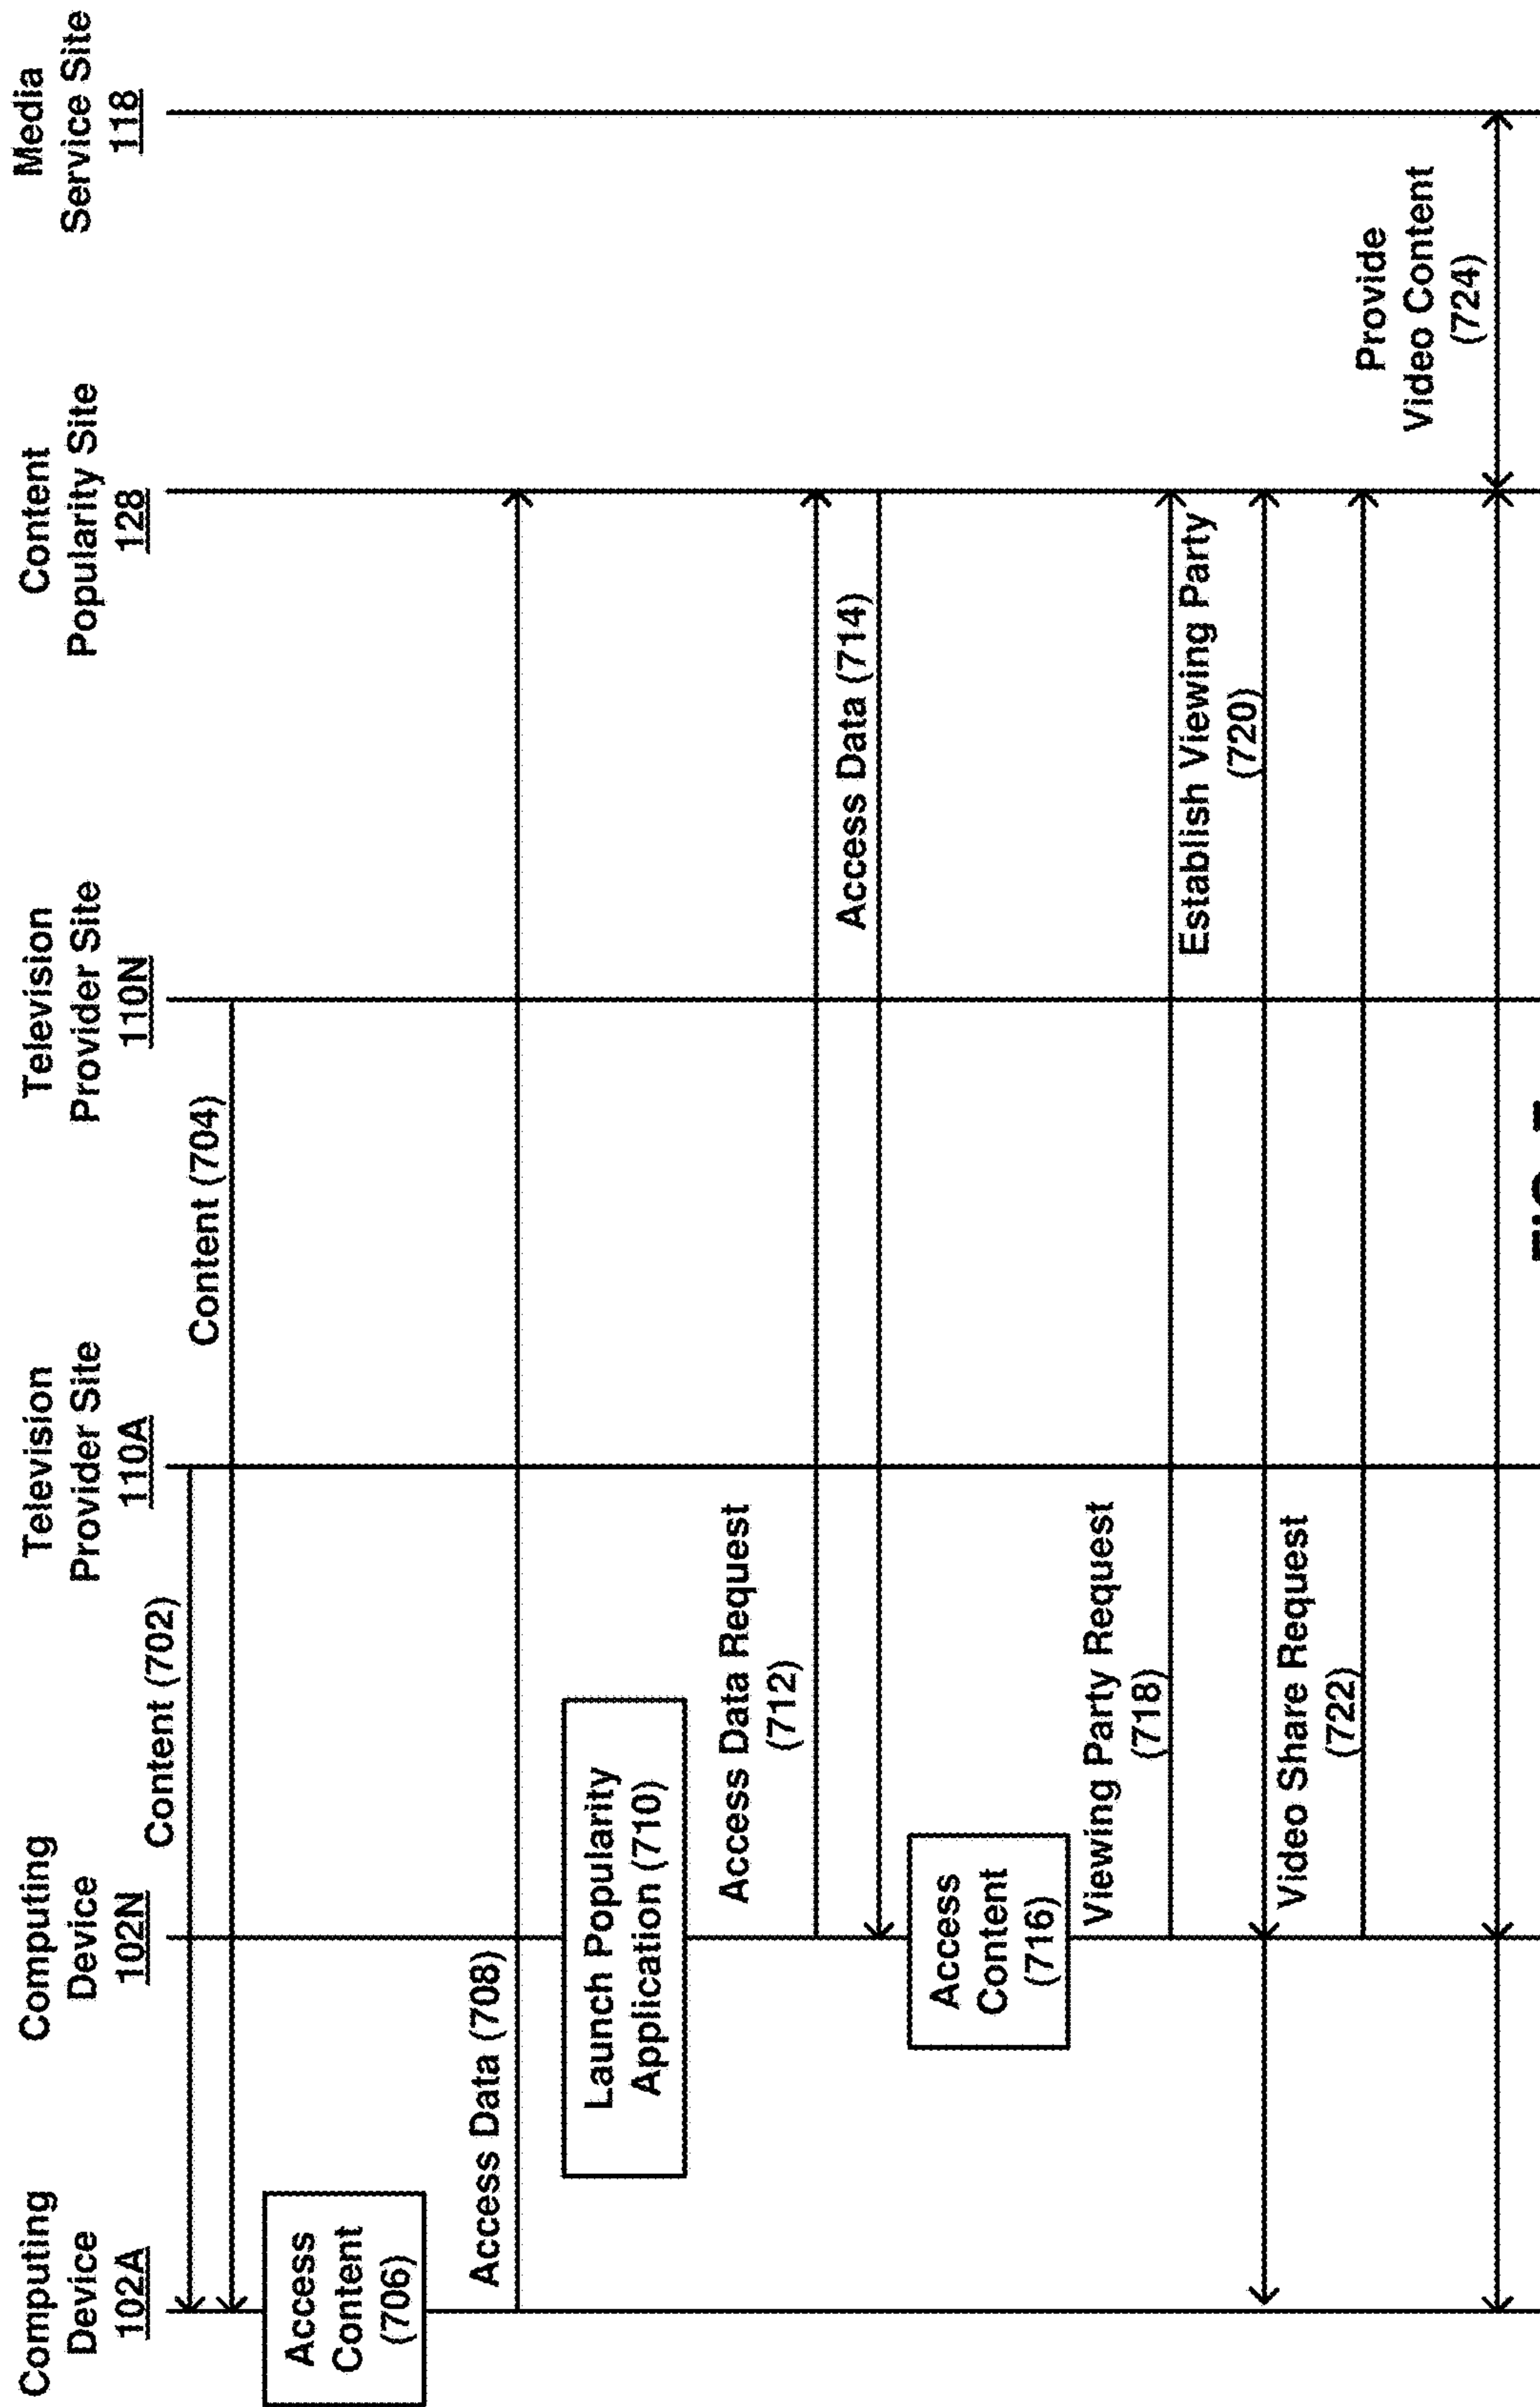 Computing
Device
102A
Computing
Device
102N
Television
Provider Site
110A
Television
Provider Site
110N
Content
Popularity Site
128
Media
Service Site
118
Content (702)
Content (704)
Access
Content
(706)
Access Data (708)
Launch Popularity
Application (710)
Access Data Request
(712)
Access Data (714)
Access
Content
(716)
Viewing Party Request
(718)
Establish Viewing Party
(720)
Video Share Request
(722)
Provide
Video Content
(724)